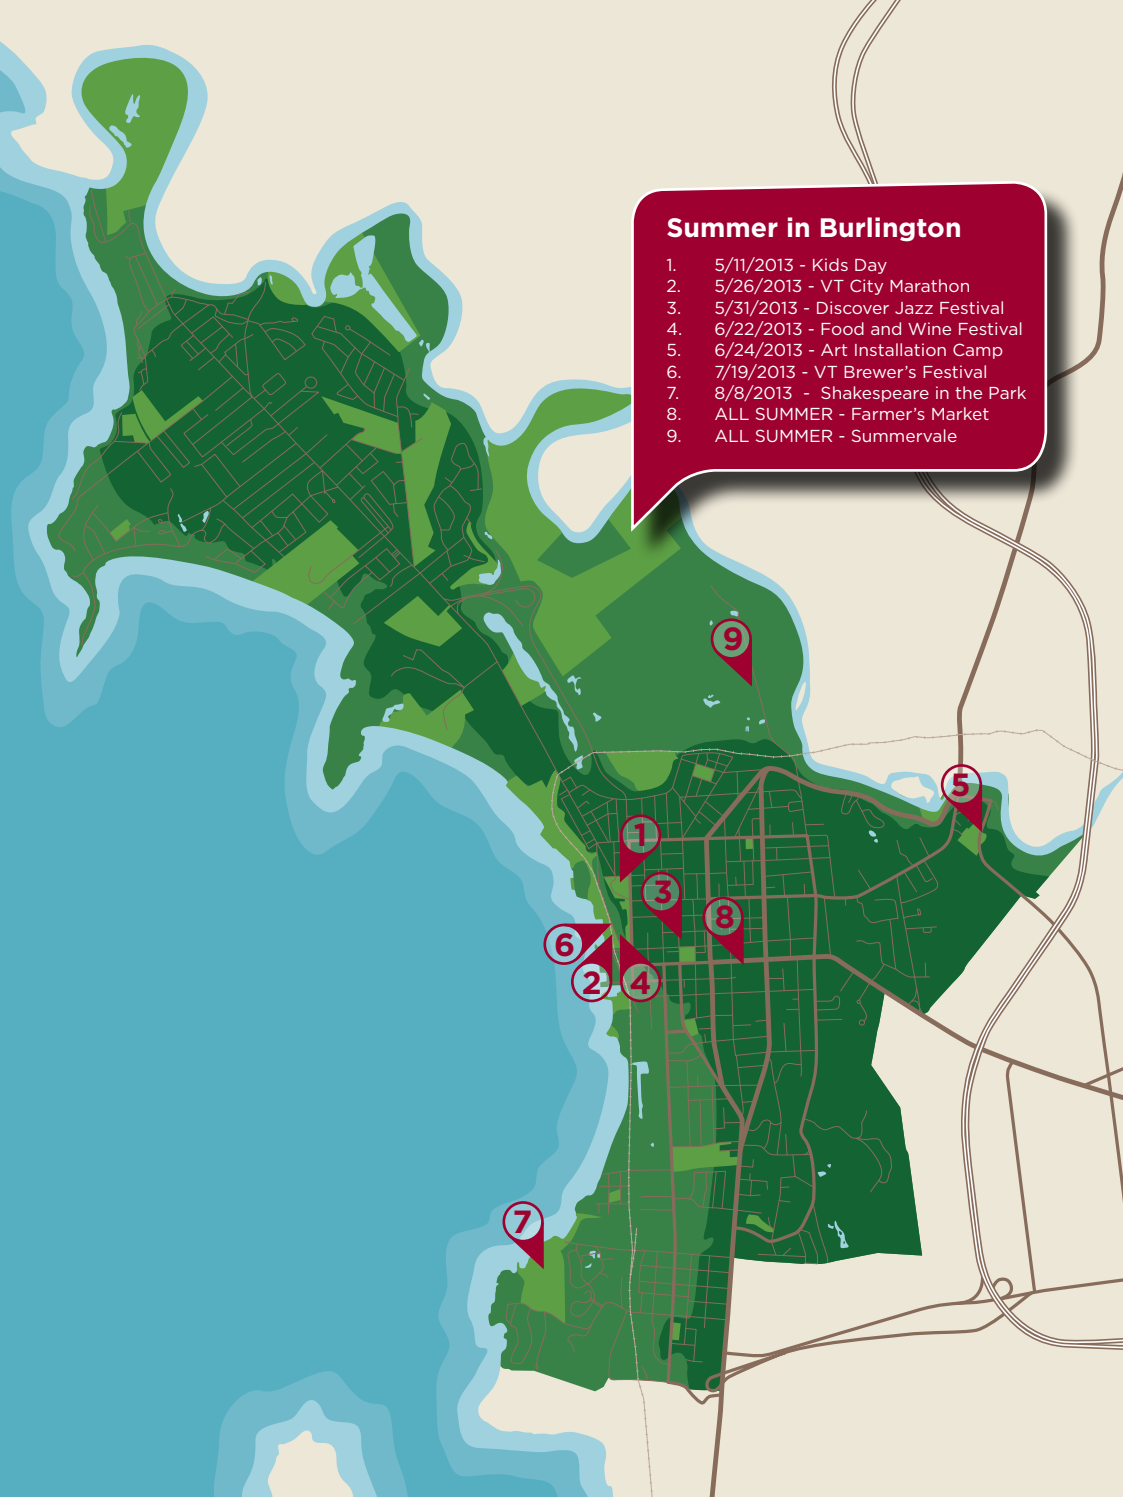 Summer in Burlington
1. 5/11/2013 - Kids Day
2. 5/26/2013 - VT City Marathon
3. 5/31/2013 - Discover Jazz Festival
4. 6/22/2013 - Food and Wine Festival
5. 6/24/2013 - Art Installation Camp
6. 7/19/2013 - VT Brewer’s Festival
7. 8/8/2013 - Shakespeare in the Park
8. ALL SUMMER - Farmer’s Market
9. ALL SUMMER - Summervale
9
5
1
3
8
6
2
4
7